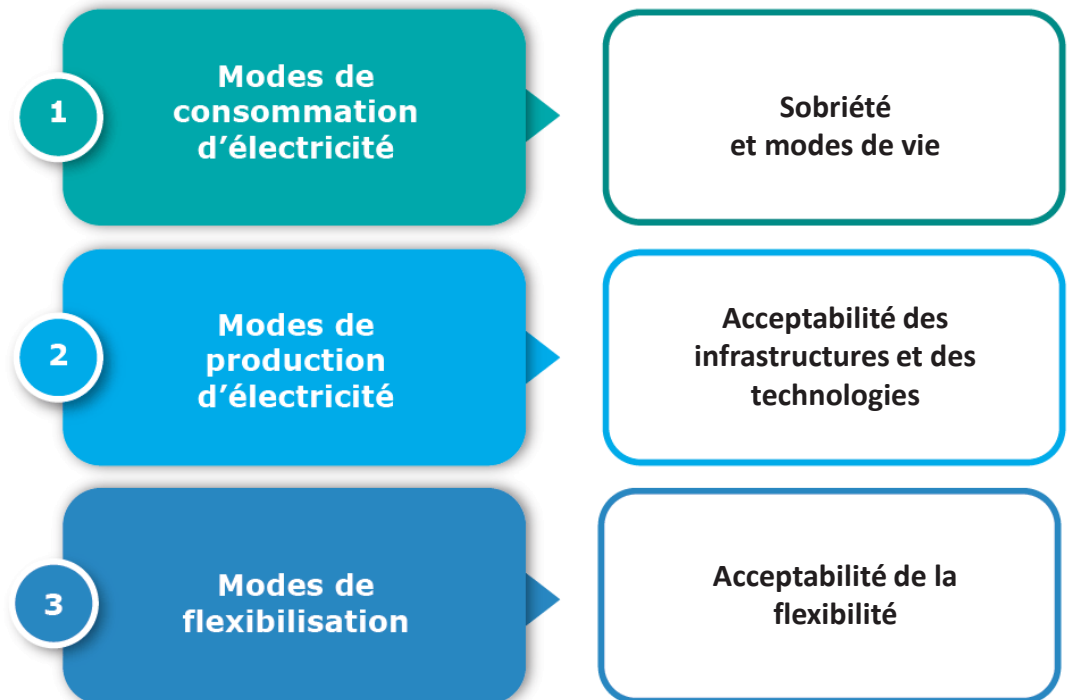 1
Modes de
consommation
d’électricité
Sobriété
et modes de vie
2
Modes de
production
d’électricité
Acceptabilité des
infrastructures et des
technologies
3
Modes de
flexibilisation
Acceptabilité de la
flexibilité